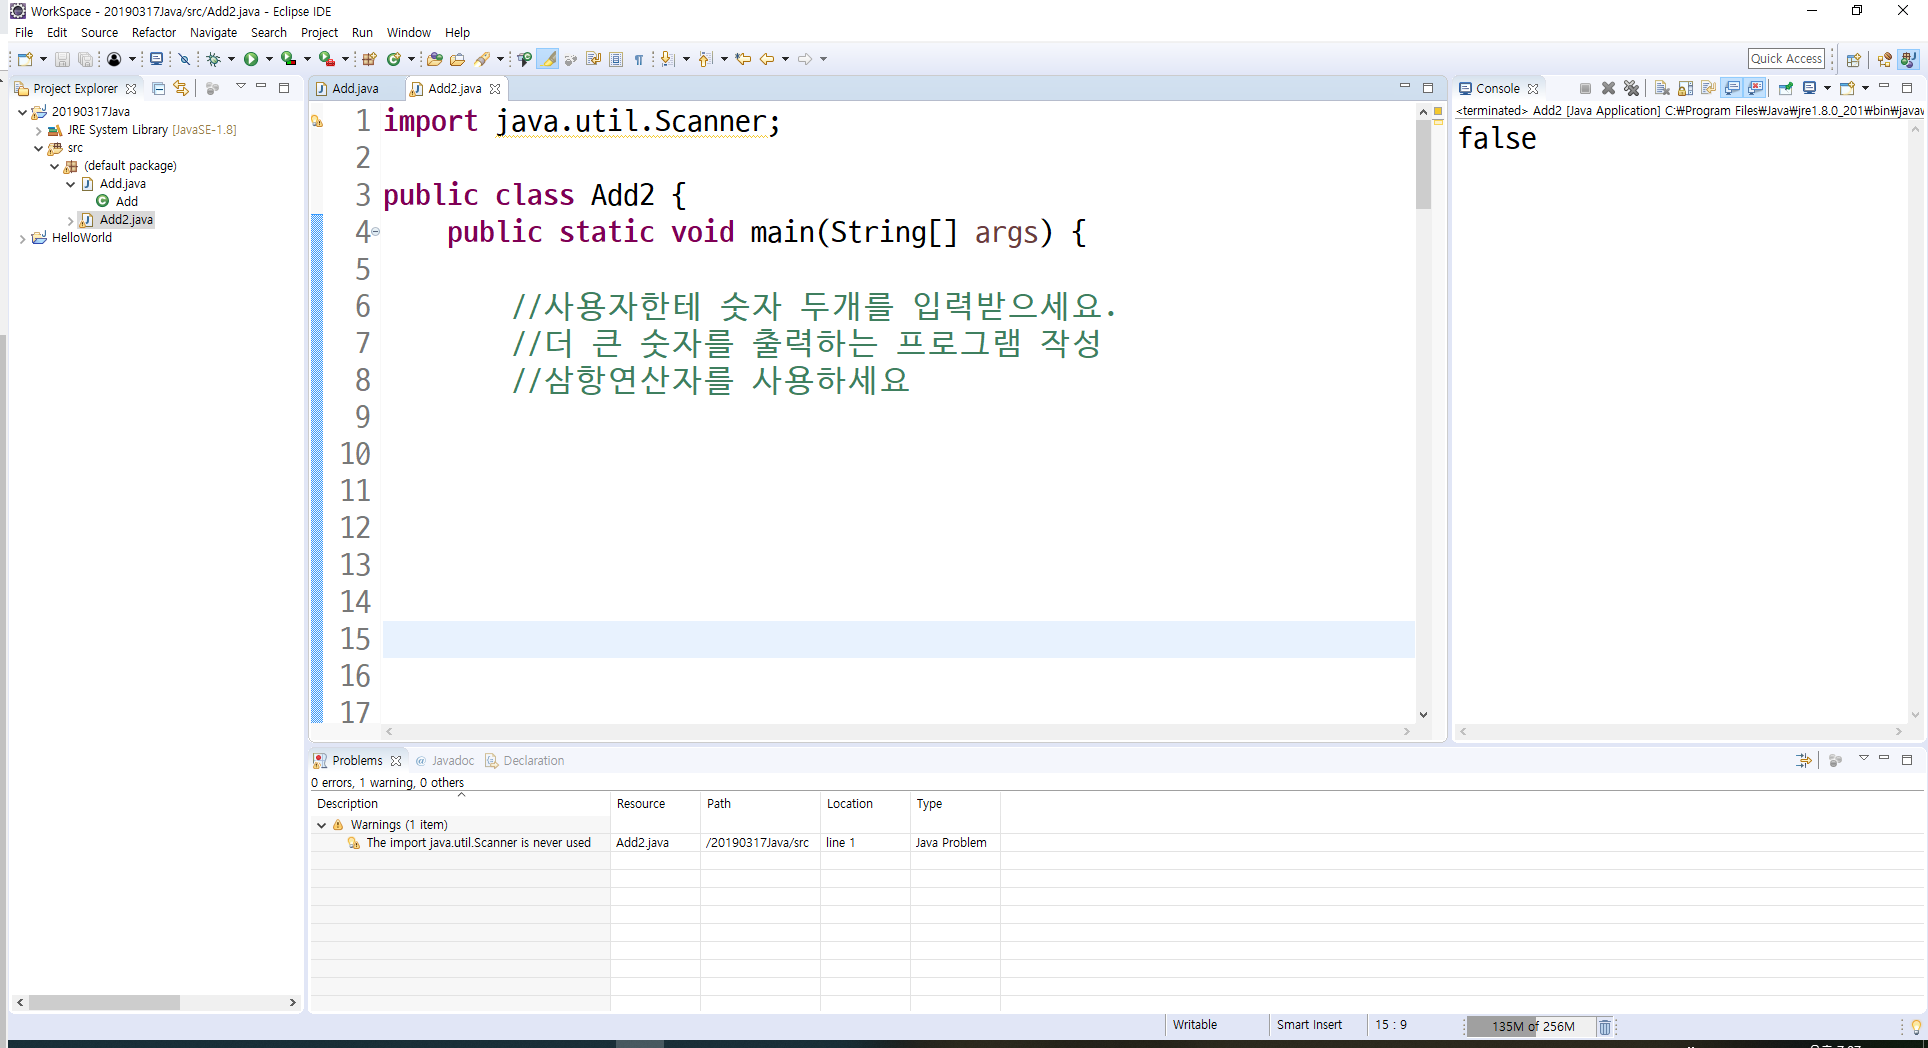 WorkSpace - 20190317Java/src/Add2.java - Eclipse IDE
File Edit Source Refactor Navigate Search Project Run Window Help
Quick Access
Project Explorer
20190317Java
JRE System Library [JavaSE-1.8]
src
(default package)
Add.java
Add
Add2.java
HelloWorld
Add.java Add2.java
1 import java.util.Scanner;
2
3 public class Add2 {
4 public static void main(String[] args) {
5
6 //사용자한테 숫자 두개를 입력받으세요.
7 //더 큰 숫자를 출력하는 프로그램 작성
8 //삼항연산자를 사용하세요
9
10
11
12
13
14
15
16
17
Console
<terminated> Add2 [Java Application] C:₩Program Files₩Java₩jre1.8.0_201₩bin₩javaw
false
Problems @ Javadoc Declaration
0 errors, 1 warning, 0 others
Description Resource Path Location Type
Warnings (1 item)
The import java.util.Scanner is never used Add2.java /20190317Java/src line 1 Java Problem
Writable Smart Insert 15 : 9 135M of 256M